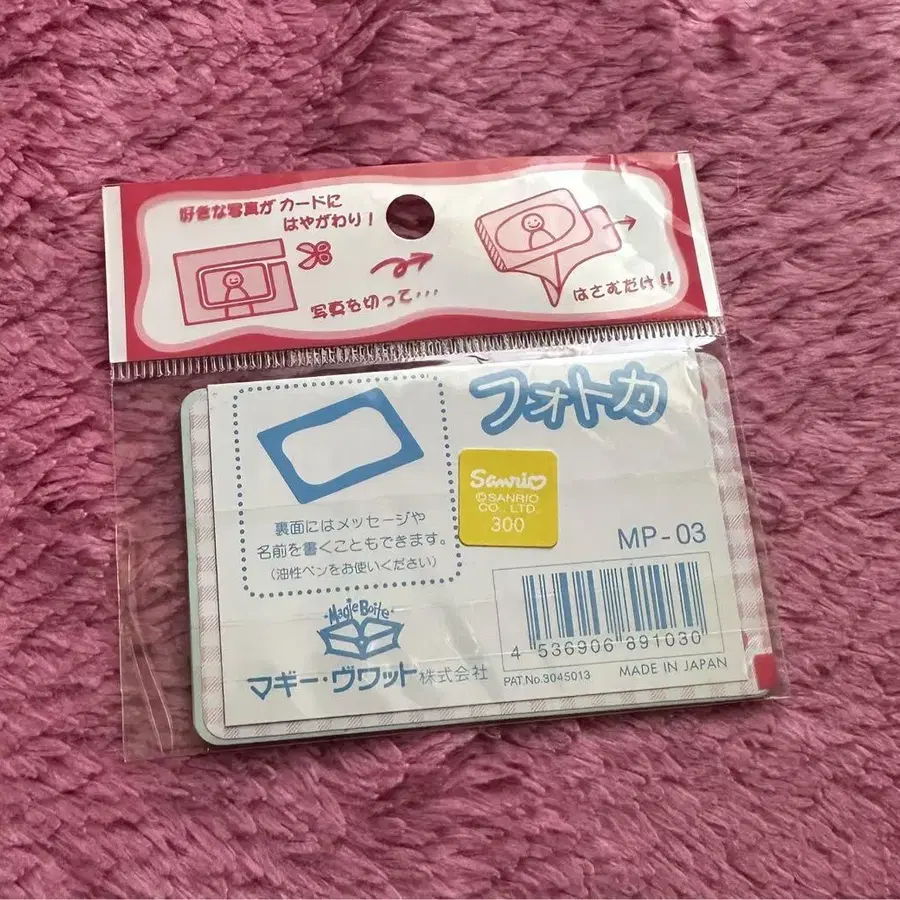 好きな写真が カードに
はやがわり！
写真を切って・・・
はさむだけ!!
フォトカ
裏面にはメッセージや
名前を書くこともできます。
(油性ペンをお使いください)
Sanrio
©SANRIO
CO., LTD.
300
MP-03
4 536906 891030
PAT.No.3045013 MADE IN JAPAN
・Magie Boite・
マギー・ヴワット株式会社